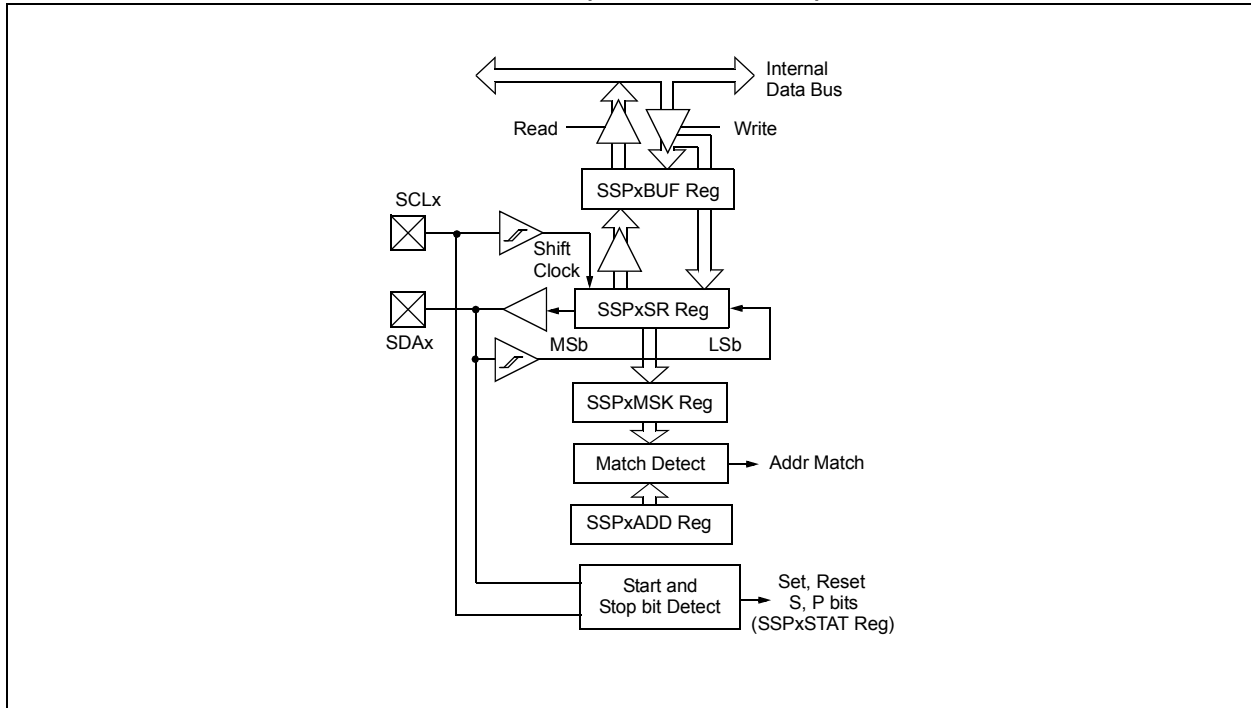 Internal
Data Bus
Read
Write
SSPxBUF Reg
SCLx
Shift
Clock
SSPxSR Reg
SDAx
MSb
LSb
SSPxMSK Reg
Match Detect
Addr Match
SSPxADD Reg
Start and
Stop bit Detect
Set, Reset
S, P bits
(SSPxSTAT Reg)